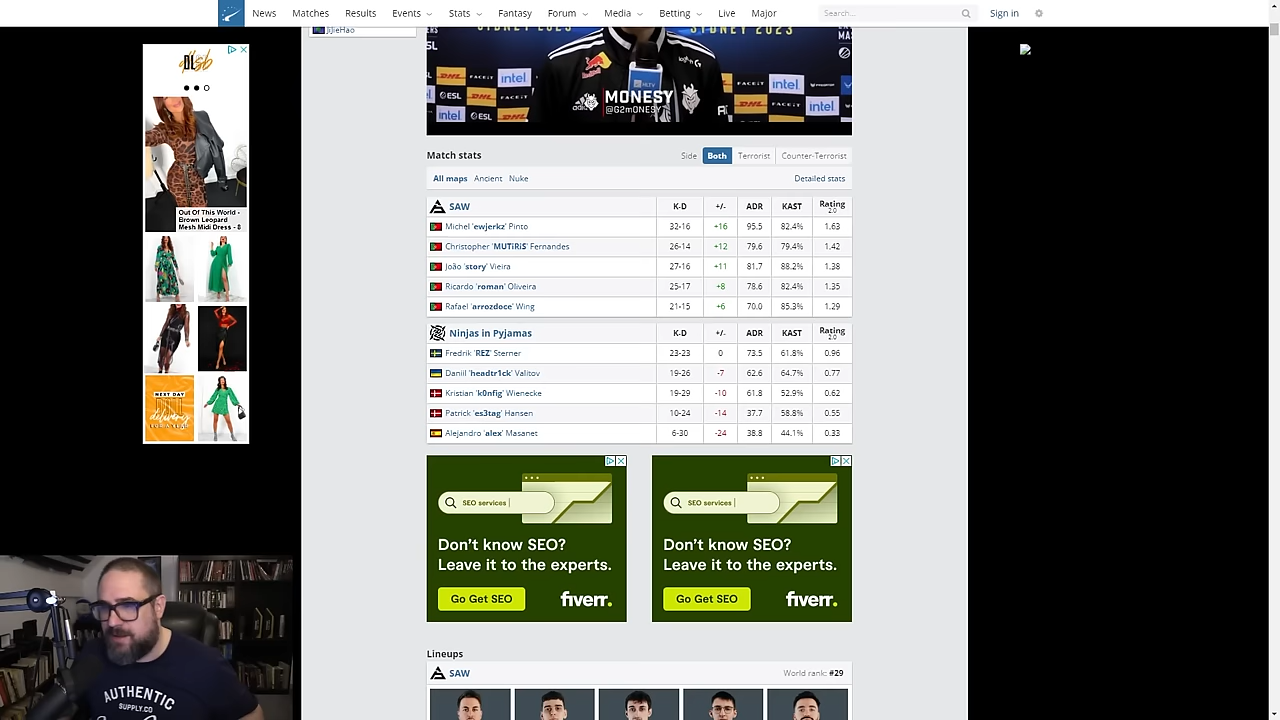 News
Matches
Results
Events
Stats
Fantasy
Forum
Media
Betting
Live
Major
Search...
Sign in
JiJieHao
SYDNEY 2023
intel.
DHL
FACEIT
ESL
MONESY
@G2mONESY
adidas
Red Bull
Out Of This World -
Brown Leopard
Mesh Midi Dress - 8
NEXT DAY
delivery
Match stats
Side
Both
Terrorist
Counter-Terrorist
All maps
Ancient
Nuke
Detailed stats
SAW K-D +/- ADR KAST Rating 2.0
Michel 'ewjerkz' Pinto 32-16 +16 95.5 82.4% 1.63
Christopher 'MUTiRiS' Fernandes 26-14 +12 79.6 79.4% 1.42
João 'story' Vieira 27-16 +11 81.7 88.2% 1.38
Ricardo 'roman' Oliveira 25-17 +8 78.6 82.4% 1.35
Rafael 'arrozdoce' Wing 21-15 +6 70.0 85.3% 1.29
Ninjas in Pyjamas K-D +/- ADR KAST Rating 2.0
Fredrik 'REZ' Sterner 23-23 0 73.5 61.8% 0.96
Daniil 'headtr1ck' Valitov 19-26 -7 62.6 64.7% 0.77
Kristian 'k0nfig' Wienecke 19-29 -10 61.8 52.9% 0.62
Patrick 'es3tag' Hansen 10-24 -14 37.7 58.8% 0.55
Alejandro 'alex' Masanet 6-30 -24 38.8 44.1% 0.33
SEO services
Don't know SEO?
Leave it to the experts.
Go Get SEO
fiverr.
SEO services
Don't know SEO?
Leave it to the experts.
Go Get SEO
fiverr.
Lineups
SAW World rank: #29
AUTHENTIC
SUPPLY.CO